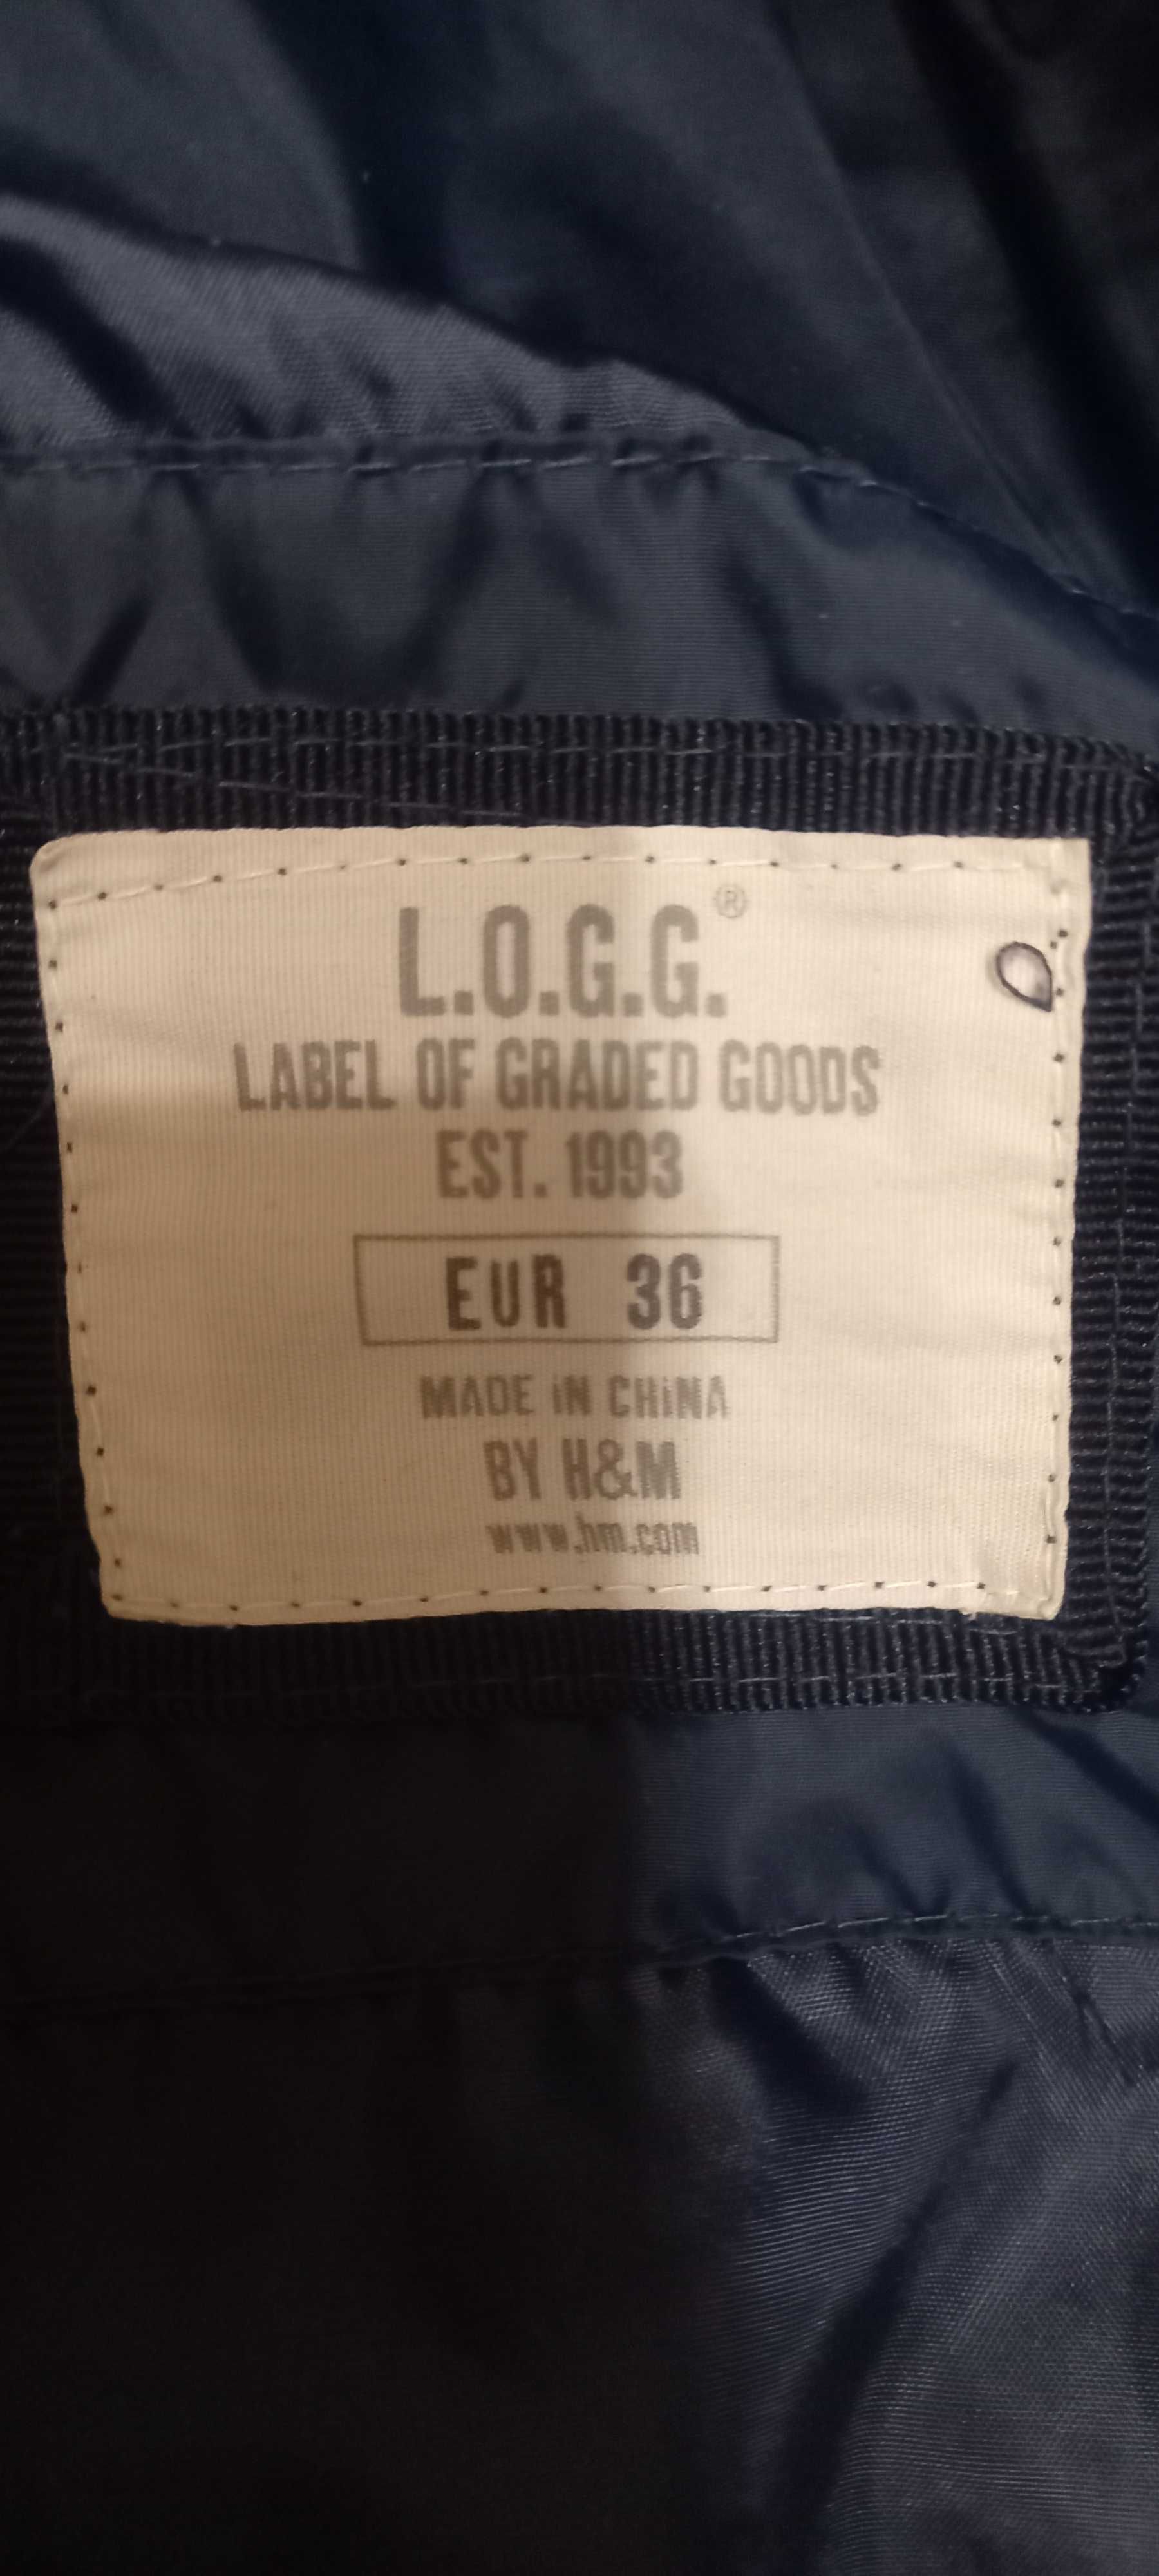 L.O.G.G.®
LABEL OF GRADED GOODS
EST. 1993
EUR 36
MADE iN CHiNA
BY H&M
www.hm.com